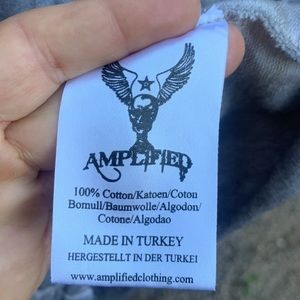 AMPLIFIED
100% Cotton/Katoen/Coton
Bomull/Baumwolle/Algodon/
Cotone/Algodao
MADE IN TURKEY
HERGESTELLT IN DER TURKEI
www.amplifiedclothing.com